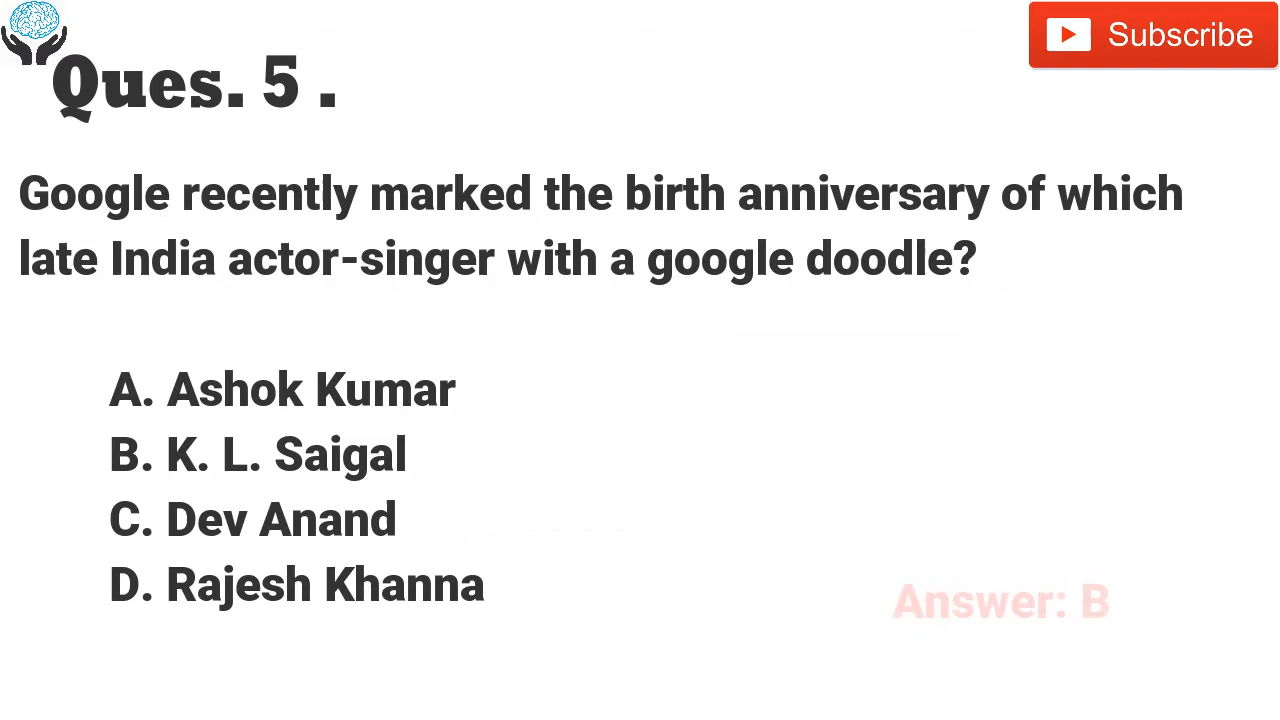 Subscribe
Ques. 5 .
Google recently marked the birth anniversary of which
late India actor-singer with a google doodle?
A. Ashok Kumar
B. K. L. Saigal
C. Dev Anand
D. Rajesh Khanna
Answer: B